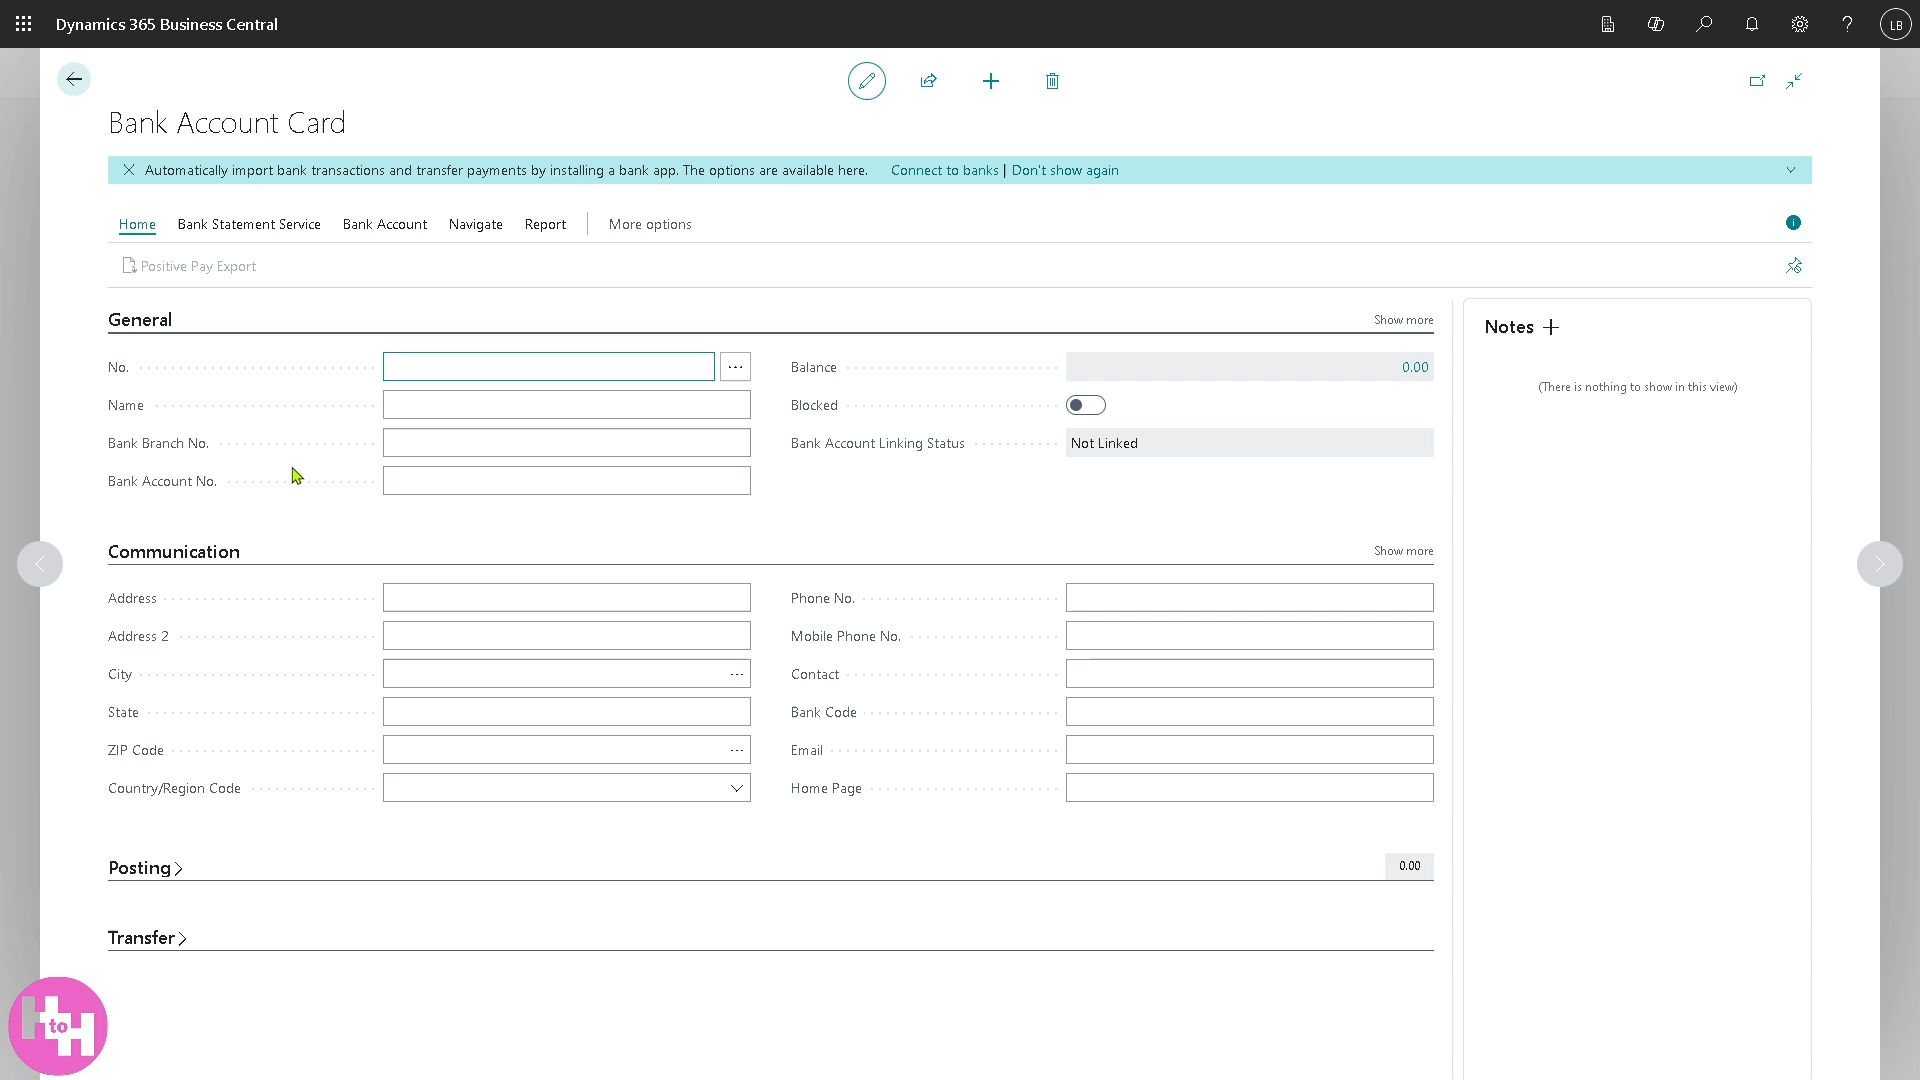 Dynamics 365 Business Central
LB
Bank Account Card
Automatically import bank transactions and transfer payments by installing a bank app. The options are available here. Connect to banks | Don't show again
Home Bank Statement Service Bank Account Navigate Report More options
Positive Pay Export
General Show more
Notes
No. Balance 0.00
(There is nothing to show in this view)
Name Blocked
Bank Branch No. Bank Account Linking Status Not Linked
Bank Account No.
Communication Show more
Address Phone No.
Address 2 Mobile Phone No.
City Contact
State Bank Code
ZIP Code Email
Country/Region Code Home Page
Posting 0.00
Transfer
H to H